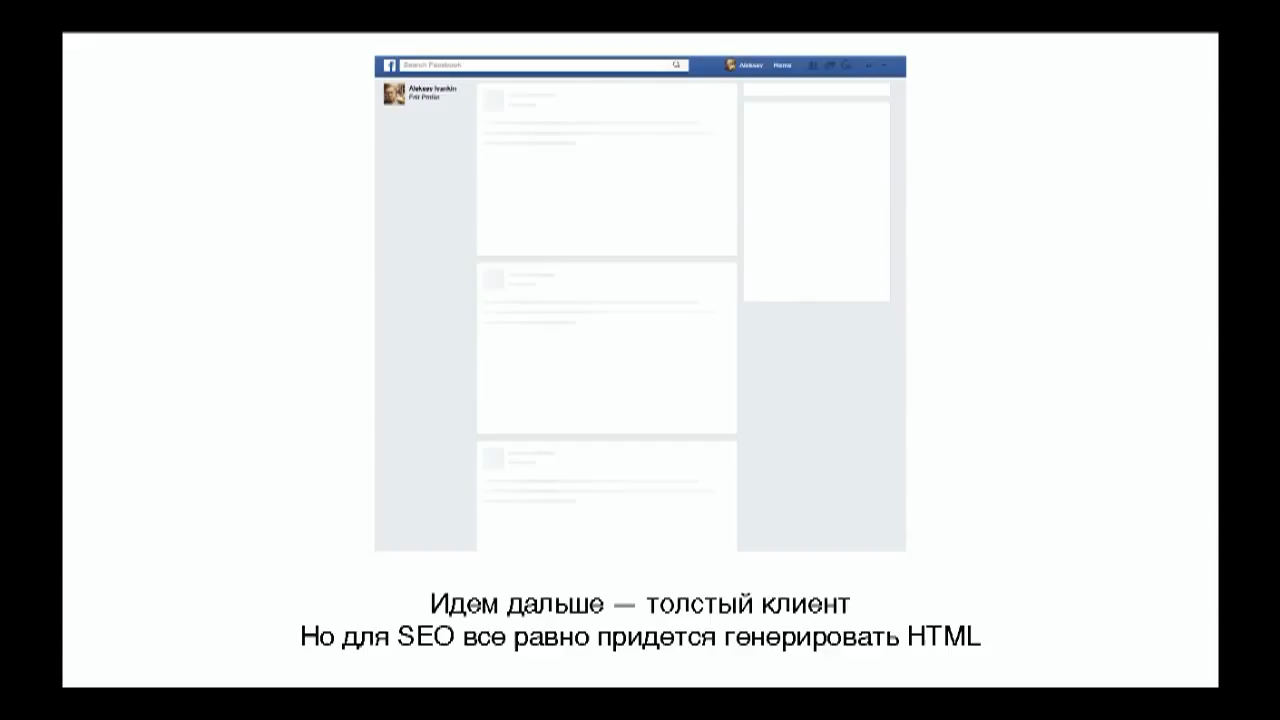 f Search Facebook
Aleksey Home
Aleksey Ivankin
Edit Profile
Идем дальше — толстый клиент
Но для SEO все равно придется генерировать HTML